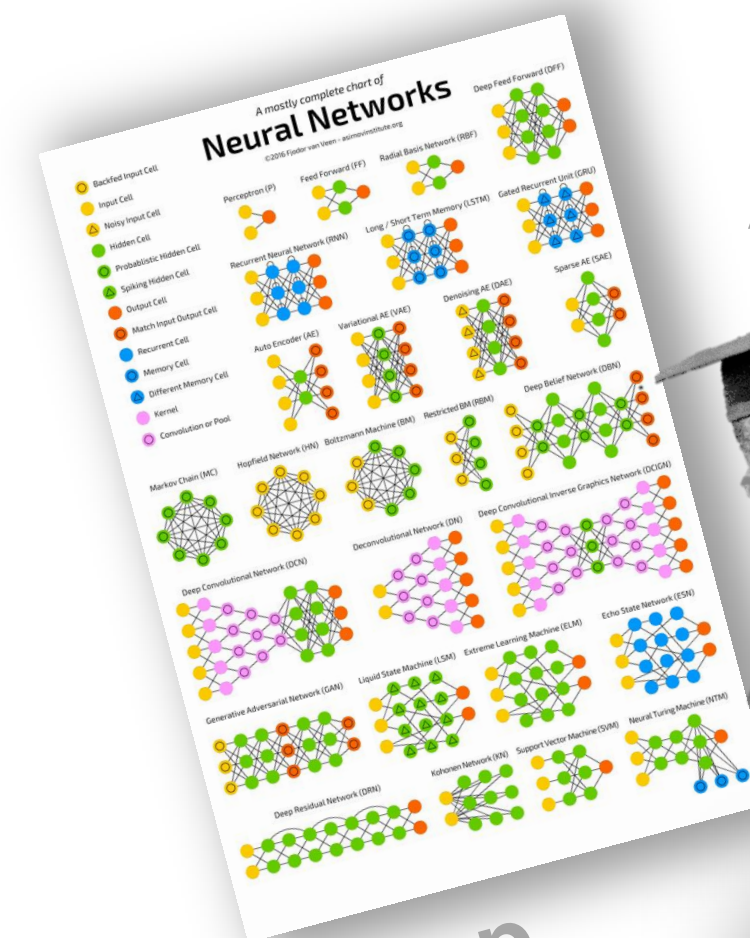 A mostly complete chart of
Neural Networks
©2016 Fjodor van Veen - asimovinstitute.org
Backfed Input Cell
Input Cell
Noisy Input Cell
Hidden Cell
Probablistic Hidden Cell
Spiking Hidden Cell
Output Cell
Match Input Output Cell
Recurrent Cell
Memory Cell
Different Memory Cell
Kernel
Convolution or Pool
Perceptron (P)
Feed Forward (FF)
Radial Basis Network (RBF)
Deep Feed Forward (DFF)
Recurrent Neural Network (RNN)
Long / Short Term Memory (LSTM)
Gated Recurrent Unit (GRU)
Auto Encoder (AE)
Variational AE (VAE)
Denoising AE (DAE)
Sparse AE (SAE)
Markov Chain (MC)
Hopfield Network (HN)
Boltzmann Machine (BM)
Restricted BM (RBM)
Deep Belief Network (DBN)
Deep Convolutional Network (DCN)
Deconvolutional Network (DN)
Deep Convolutional Inverse Graphics Network (DCIGN)
Generative Adversarial Network (GAN)
Liquid State Machine (LSM)
Extreme Learning Machine (ELM)
Echo State Network (ESN)
Deep Residual Network (DRN)
Kohonen Network (KN)
Support Vector Machine (SVM)
Neural Turing Machine (NTM)